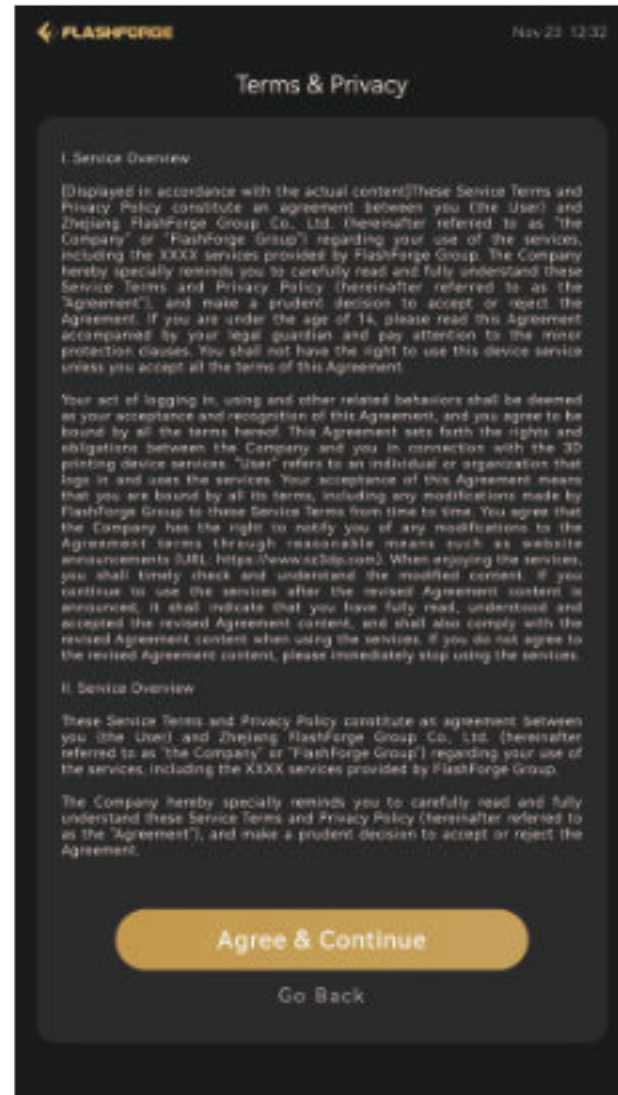 FLASHFORGE
Nov 23 12:32
Terms & Privacy
I. Service Overview
[Displayed in accordance with the actual content]These Service Terms and
Privacy Policy constitute an agreement between you (the User) and
Zhejiang FlashForge Group Co., Ltd. (hereinafter referred to as "the
Company" or "FlashForge Group") regarding your use of the services,
including the XXXX services provided by FlashForge Group. The Company
hereby specially reminds you to carefully read and fully understand these
Service Terms and Privacy Policy (hereinafter referred to as the
"Agreement"), and make a prudent decision to accept or reject the
Agreement. If you are under the age of 14, please read this Agreement
accompanied by your legal guardian and pay attention to the minor
protection clauses. You shall not have the right to use this device service
unless you accept all the terms of this Agreement.
Your act of logging in, using and other related behaviors shall be deemed
as your acceptance and recognition of this Agreement, and you agree to be
bound by all the terms hereof. This Agreement sets forth the rights and
obligations between the Company and you in connection with the 3D
printing device services. "User" refers to an individual or organization that
logs in and uses the services. Your acceptance of this Agreement means
that you are bound by all its terms, including any modifications made by
FlashForge Group to these Service Terms from time to time. You agree that
the Company has the right to notify you of any modifications to the
Agreement terms through reasonable means such as website
announcements (URL: https://www.sz3dp.com). When enjoying the services,
you shall timely check and understand the modified content. If you
continue to use the services after the revised Agreement content is
announced, it shall indicate that you have fully read, understood and
accepted the revised Agreement content, and shall also comply with the
revised Agreement content when using the services. If you do not agree to
the revised Agreement content, please immediately stop using the services.
II. Service Overview
These Service Terms and Privacy Policy constitute an agreement between
you (the User) and Zhejiang FlashForge Group Co., Ltd. (hereinafter
referred to as "the Company" or "FlashForge Group") regarding your use of
the services, including the XXXX services provided by FlashForge Group.
The Company hereby specially reminds you to carefully read and fully
understand these Service Terms and Privacy Policy (hereinafter referred to
as the "Agreement"), and make a prudent decision to accept or reject the
Agreement.
Agree & Continue
Go Back